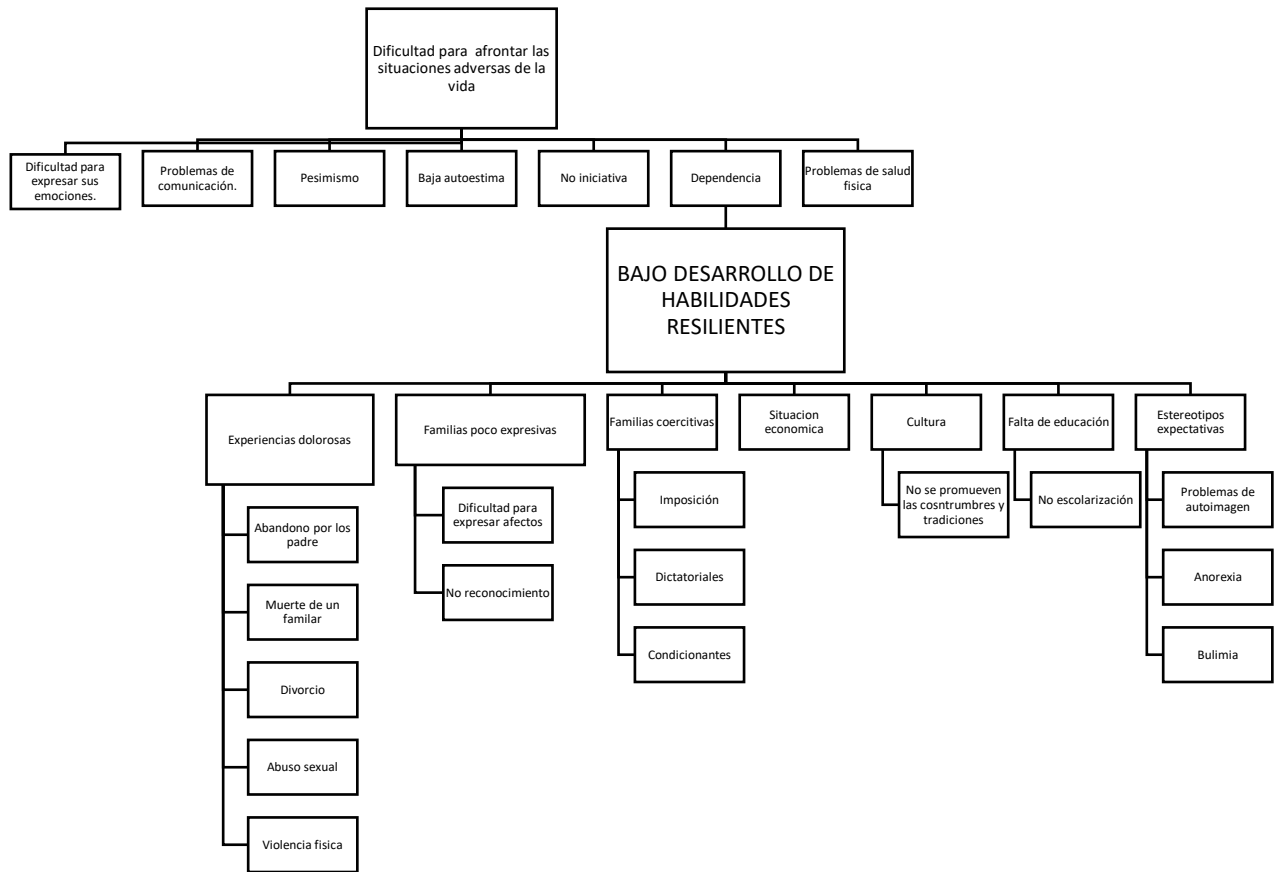 Dificultad para afrontar las
situaciones adversas de la
vida
Dificultad para
expresar sus
emociones.
Problemas de
comunicación.
Pesimismo
Baja autoestima
No iniciativa
Dependencia
Problemas de salud
fisica
BAJO DESARROLLO DE
HABILIDADES
RESILIENTES
Experiencias dolorosas
Familias poco expresivas
Familias coercitivas
Situacion
economica
Cultura
Falta de educación
Estereotipos
expectativas
Abandono por los
padre
Muerte de un
familar
Divorcio
Abuso sexual
Violencia fisica
Dificultad para
expresar afectos
No reconocimiento
Imposición
Dictatoriales
Condicionantes
No se promueven
las cosntrumbres y
tradiciones
No escolarización
Problemas de
autoimagen
Anorexia
Bulimia